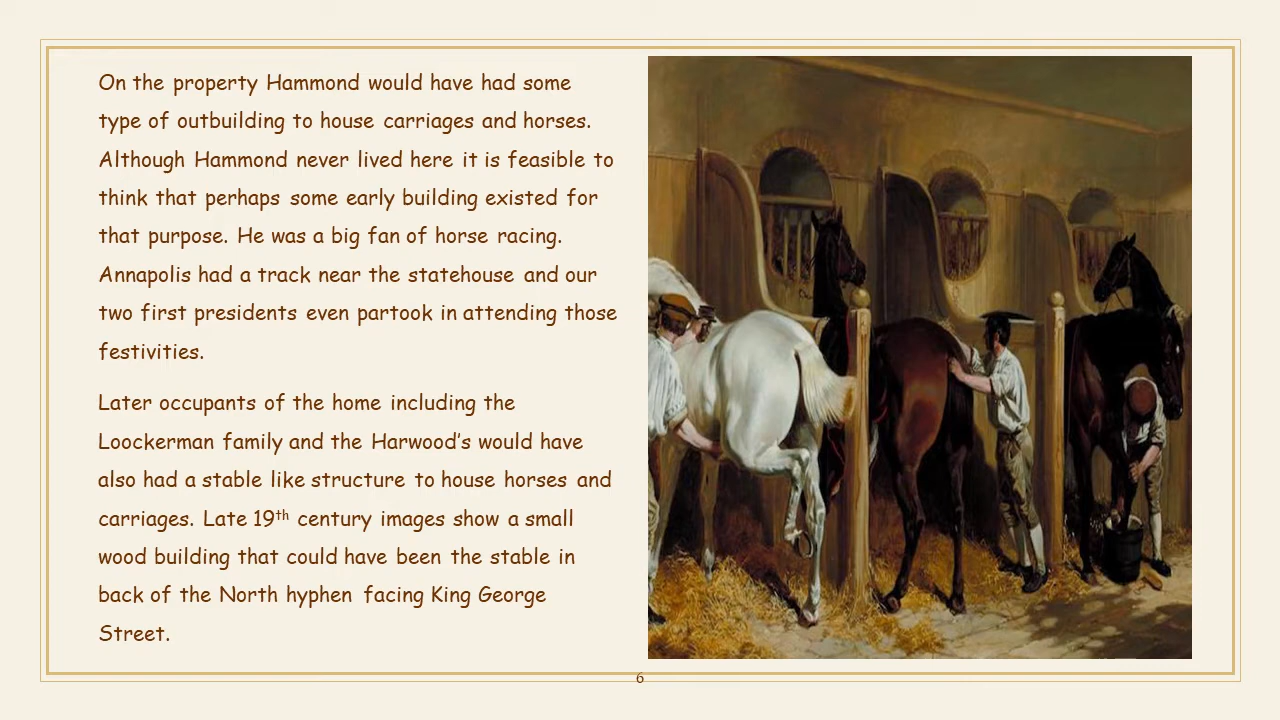 On the property Hammond would have had some
type of outbuilding to house carriages and horses.
Although Hammond never lived here it is feasible to
think that perhaps some early building existed for
that purpose. He was a big fan of horse racing.
Annapolis had a track near the statehouse and our
two first presidents even partook in attending those
festivities.
Later occupants of the home including the
Loockerman family and the Harwood’s would have
also had a stable like structure to house horses and
carriages. Late 19th century images show a small
wood building that could have been the stable in
back of the North hyphen facing King George
Street.
6